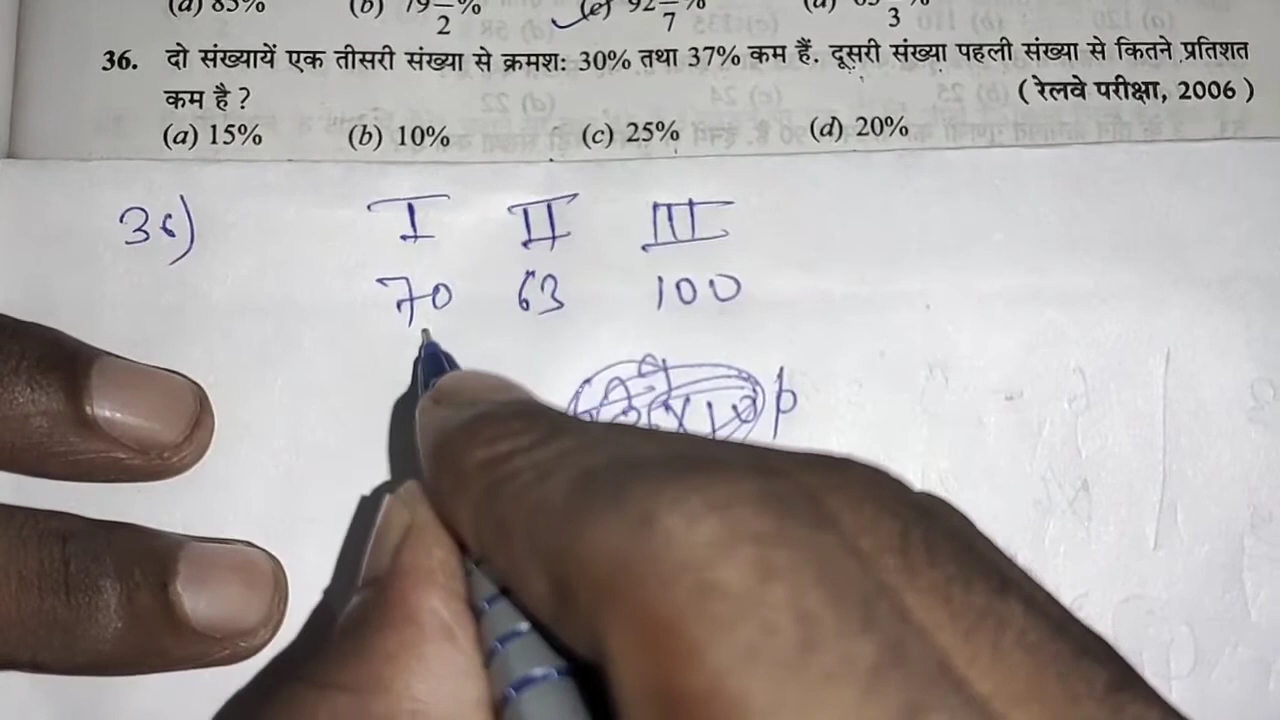 36. दो संख्यायें एक तीसरी संख्या से क्रमश: 30% तथा 37% कम हैं. दूसरी संख्या पहली संख्या से कितने प्रतिशत
कम है ? ( रेलवे परीक्षा, 2006 )
(a) 15% (b) 10% (c) 25% (d) 20%
36) I II III
70 63 100